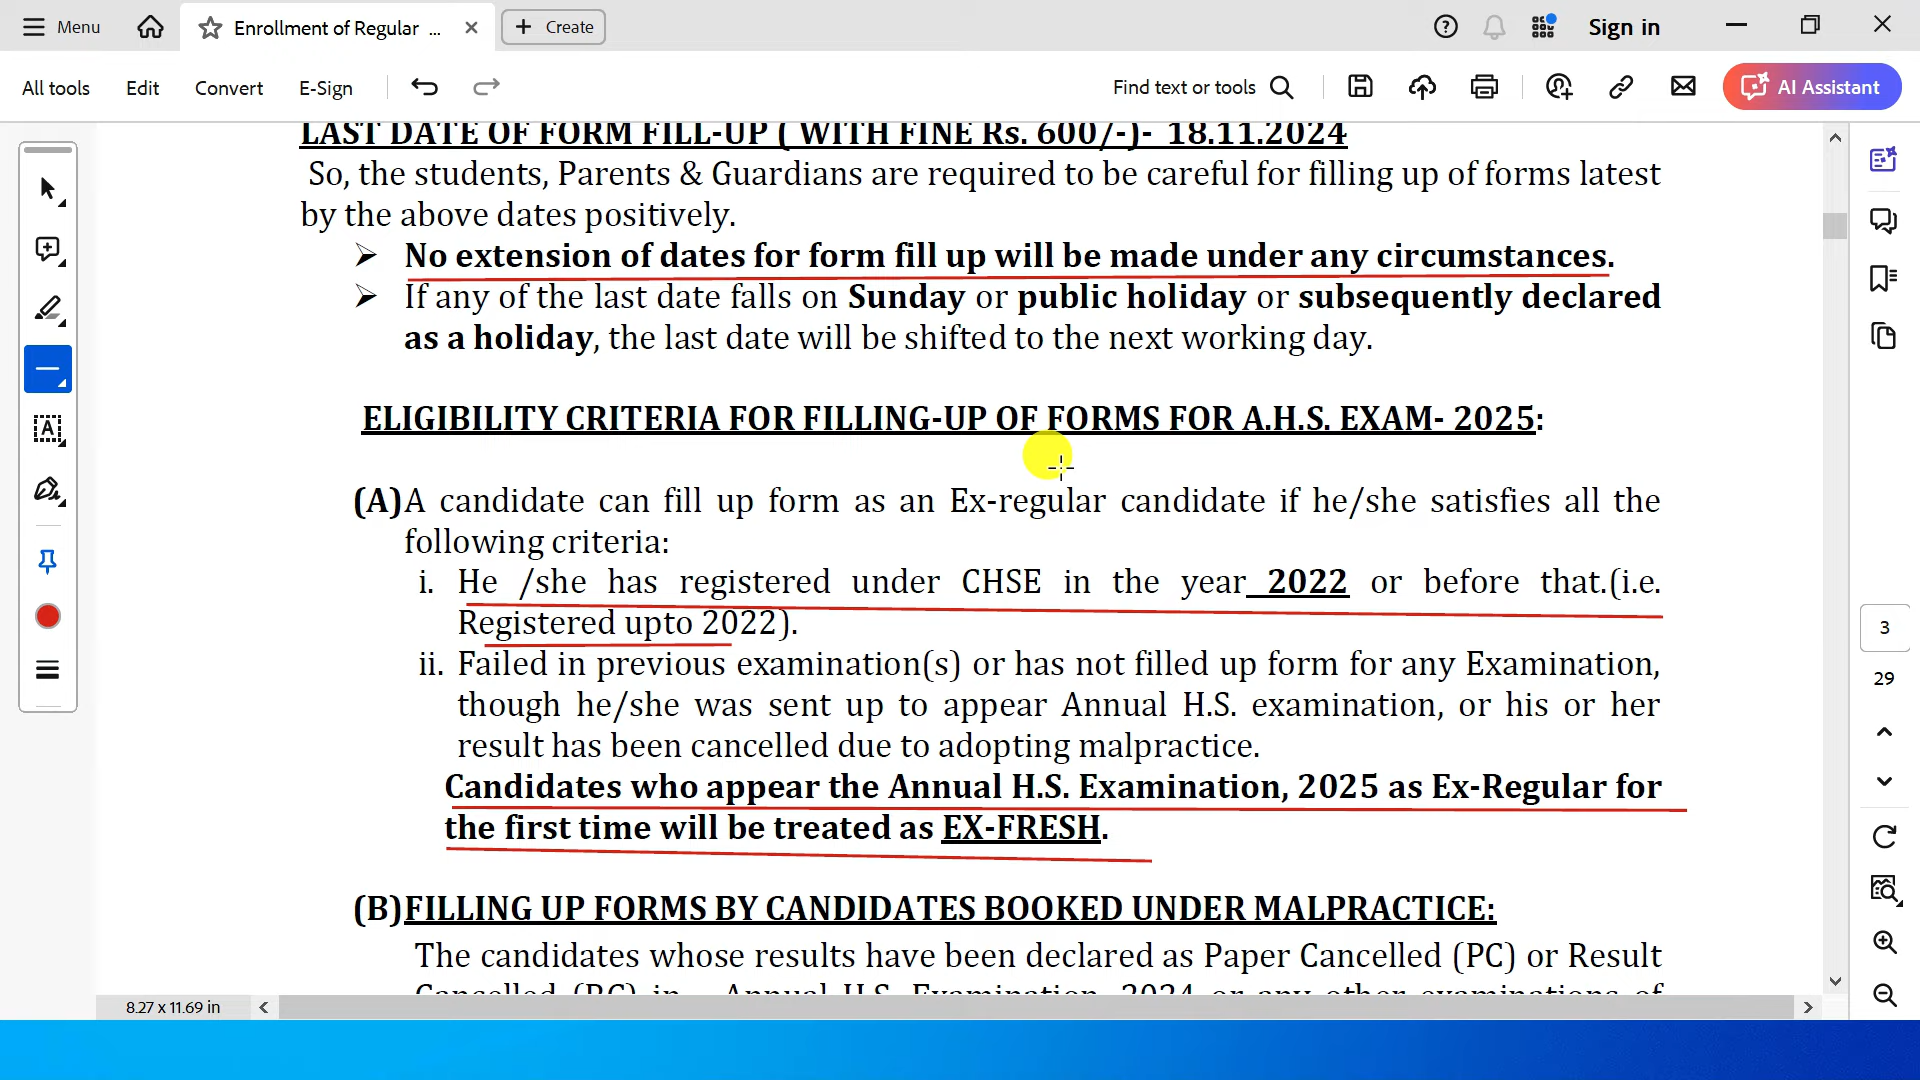 Menu
Enrollment of Regular ...
Create
Sign in
All tools
Edit
Convert
E-Sign
Find text or tools
AI Assistant
LAST DATE OF FORM FILL-UP ( WITH FINE Rs. 600/-)- 18.11.2024
So, the students, Parents & Guardians are required to be careful for filling up of forms latest
by the above dates positively.
➢ No extension of dates for form fill up will be made under any circumstances.
➢ If any of the last date falls on Sunday or public holiday or subsequently declared
as a holiday, the last date will be shifted to the next working day.
ELIGIBILITY CRITERIA FOR FILLING-UP OF FORMS FOR A.H.S. EXAM- 2025:
(A)A candidate can fill up form as an Ex-regular candidate if he/she satisfies all the
following criteria:
i. He /she has registered under CHSE in the year 2022 or before that.(i.e.
Registered upto 2022).
ii. Failed in previous examination(s) or has not filled up form for any Examination,
though he/she was sent up to appear Annual H.S. examination, or his or her
result has been cancelled due to adopting malpractice.
Candidates who appear the Annual H.S. Examination, 2025 as Ex-Regular for
the first time will be treated as EX-FRESH.
(B)FILLING UP FORMS BY CANDIDATES BOOKED UNDER MALPRACTICE:
The candidates whose results have been declared as Paper Cancelled (PC) or Result
Cancelled (RC) in Annual H.S. Examination, 2024 or any other examinations of
3
29
8.27 x 11.69 in